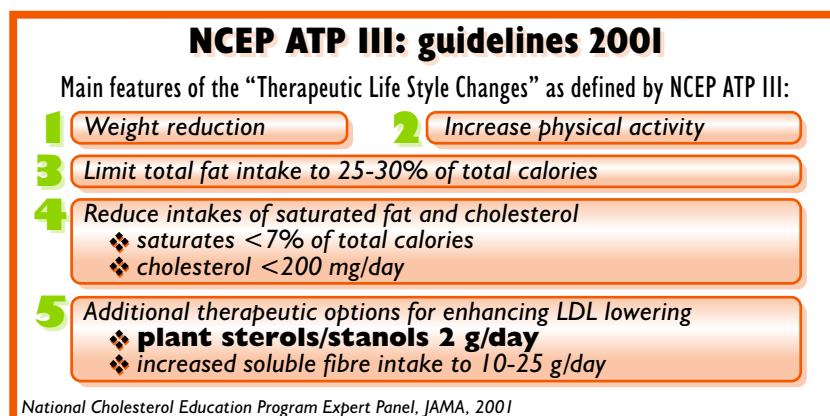 NCEP ATP III: guidelines 2001
Main features of the “Therapeutic Life Style Changes” as defined by NCEP ATP III:
1 Weight reduction 2 Increase physical activity
3 Limit total fat intake to 25-30% of total calories
4 Reduce intakes of saturated fat and cholesterol
❖ saturates <7% of total calories
❖ cholesterol <200 mg/day
5 Additional therapeutic options for enhancing LDL lowering
❖ plant sterols/stanols 2 g/day
❖ increased soluble fibre intake to 10-25 g/day
National Cholesterol Education Program Expert Panel, JAMA, 2001